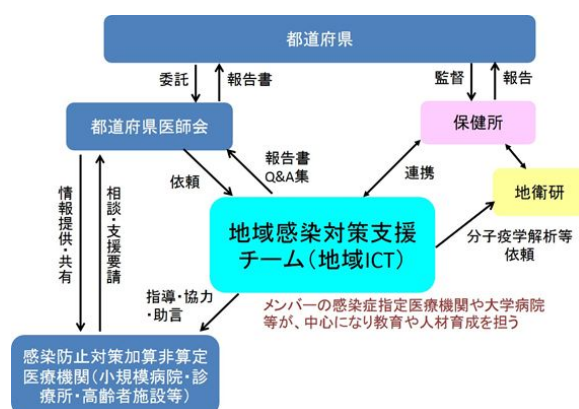 都道府県
委託
報告書
監督
報告
都道府県医師会
保健所
報告書
Q&A集
依頼
連携
地衛研
情報提供・共有
相談・支援要請
地域感染対策支援
チーム(地域ICT)
分子疫学解析等
依頼
指導・協力
・助言
メンバーの感染症指定医療機関や大学病院
等が、中心になり教育や人材育成を担う
感染防止対策加算非算定
医療機関(小規模病院・診
療所・高齢者施設等)